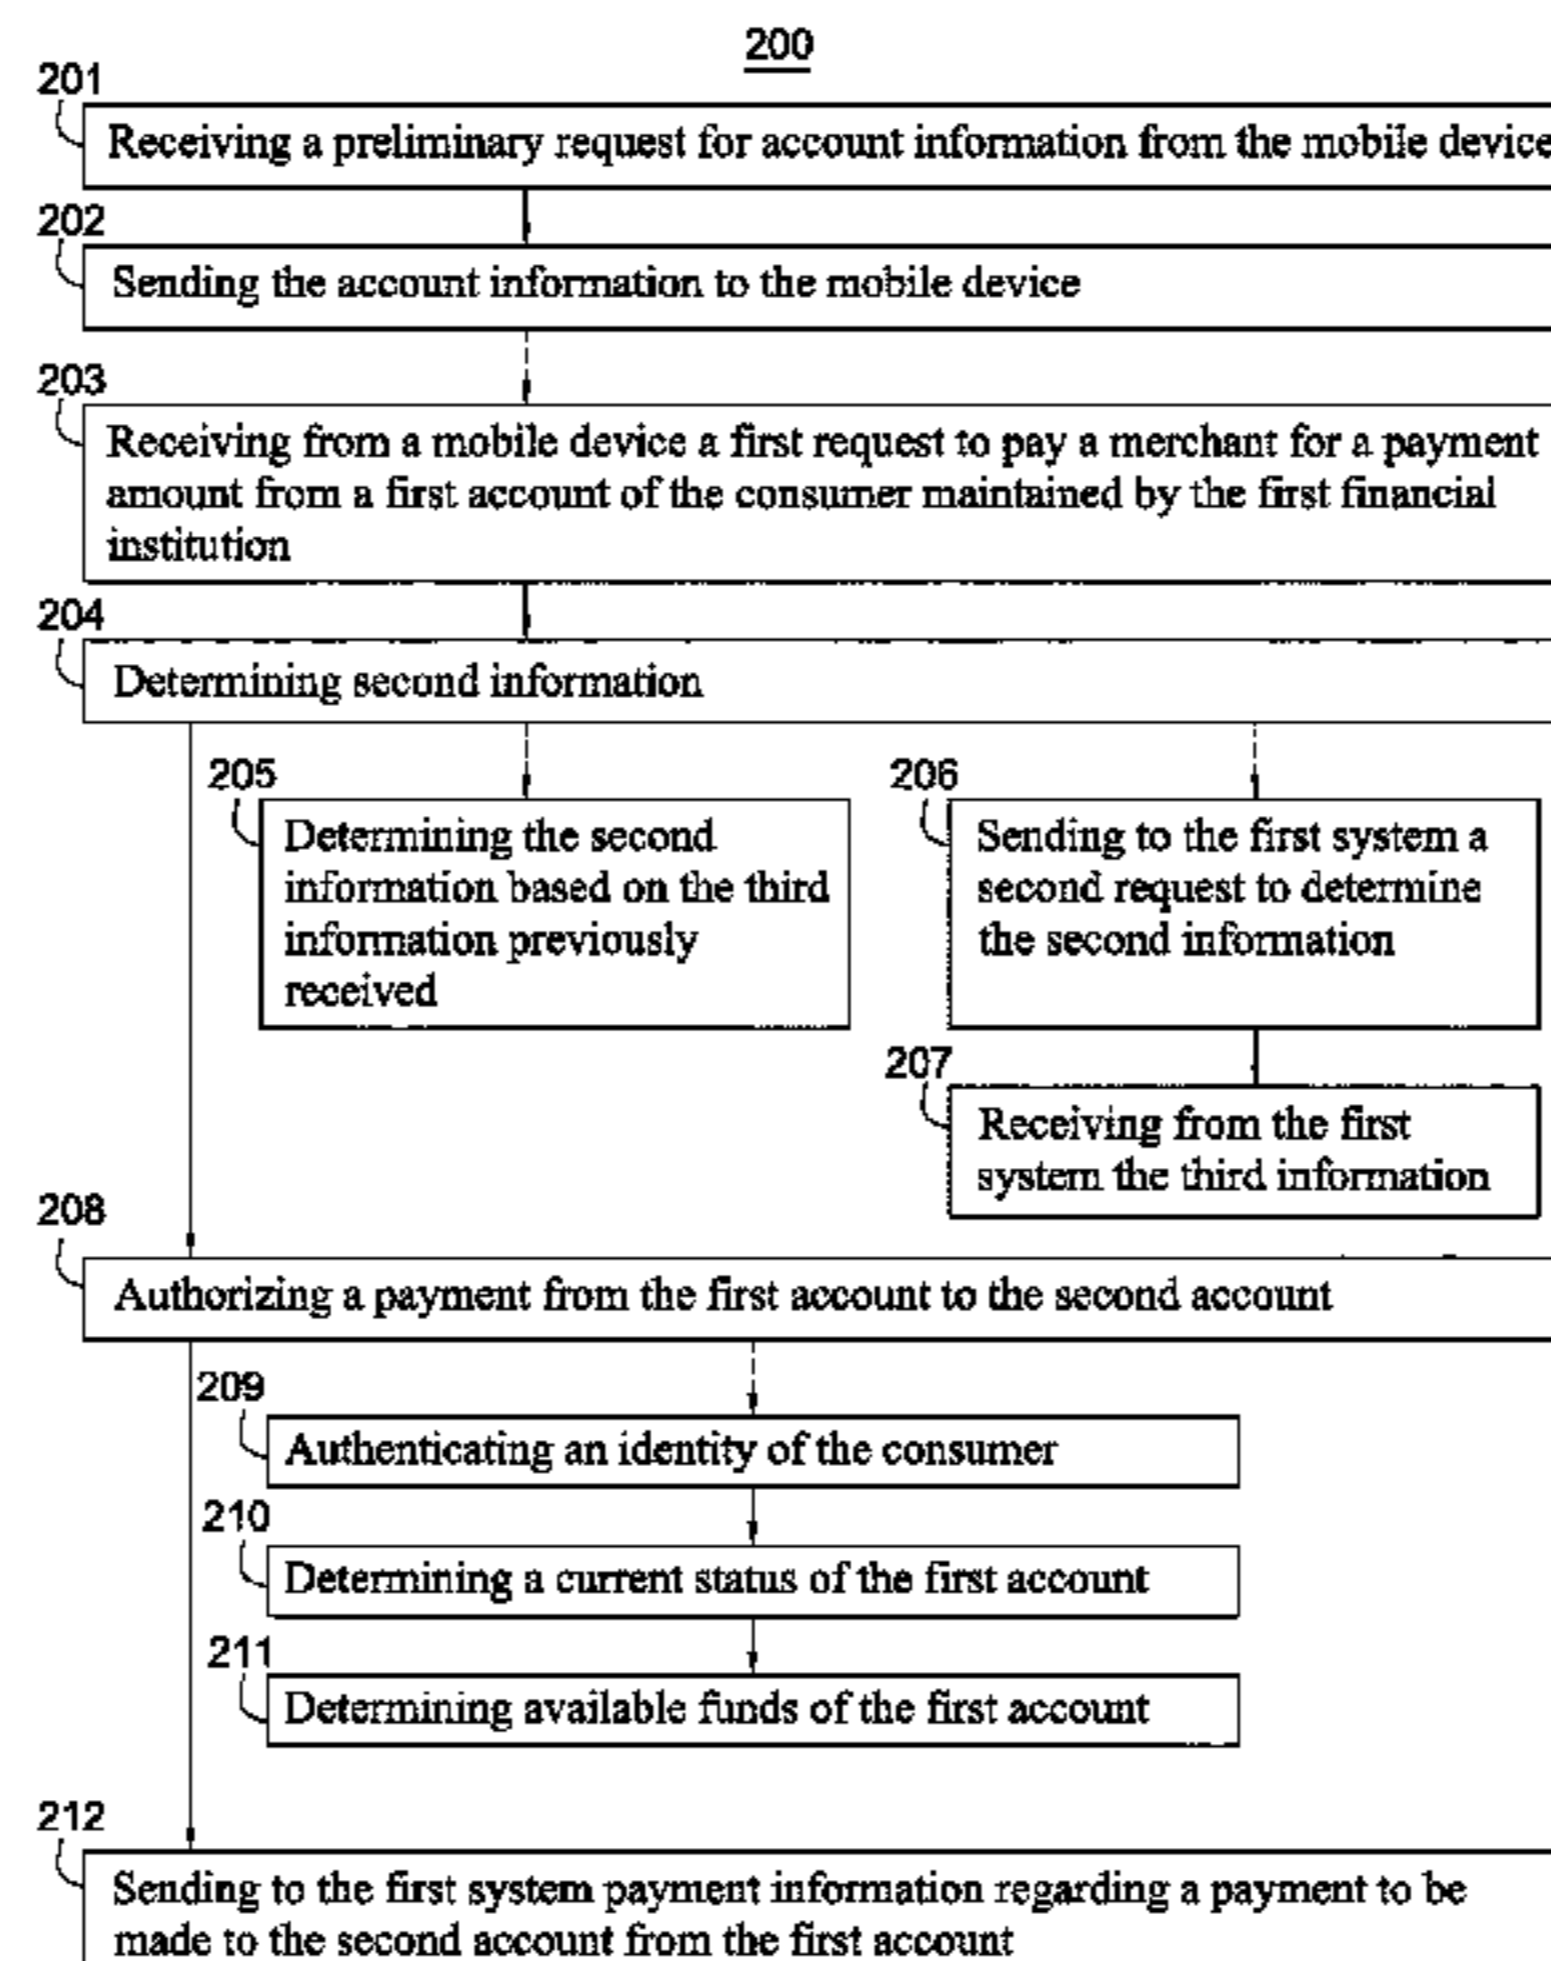 200
201
Receiving a preliminary request for account information from the mobile device
202
Sending the account information to the mobile device
203
Receiving from a mobile device a first request to pay a merchant for a payment
amount from a first account of the consumer maintained by the first financial
institution
204
Determining second information
205
Determining the second
information based on the third
information previously
received
206
Sending to the first system a
second request to determine
the second information
207
Receiving from the first
system the third information
208
Authorizing a payment from the first account to the second account
209
Authenticating an identity of the consumer
210
Determining a current status of the first account
211
Determining available funds of the first account
212
Sending to the first system payment information regarding a payment to be
made to the second account from the first account